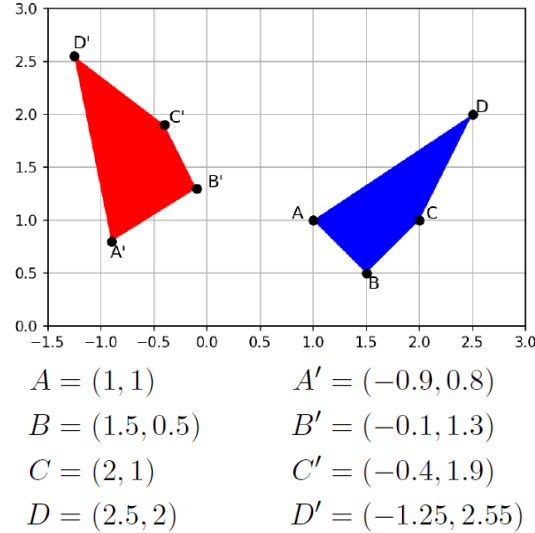 3.0
D'
2.5
2.0
C'
D
1.5
B'
1.0
A
C
A'
0.5
B
0.0
−1.5 −1.0 −0.5 0.0 0.5 1.0 1.5 2.0 2.5 3.0
A = (1, 1) A′ = (−0.9, 0.8)
B = (1.5, 0.5) B′ = (−0.1, 1.3)
C = (2, 1) C′ = (−0.4, 1.9)
D = (2.5, 2) D′ = (−1.25, 2.55)